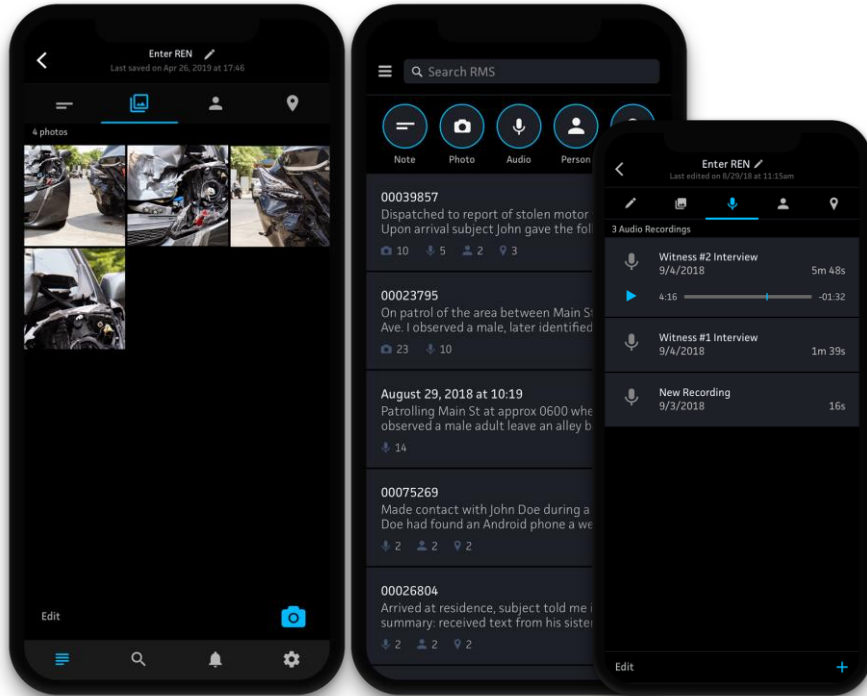 Enter REN
Last saved on Apr 26, 2019 at 17:46
4 photos
Edit
Search RMS
Note Photo Audio Person
00039857
Dispatched to report of stolen motor
Upon arrival subject John gave the foll
10 5 2 3
00023795
On patrol of the area between Main St
Ave. I observed a male, later identified
23 10
August 29, 2018 at 10:19
Patrolling Main St at approx 0600 whe
observed a male adult leave an alley b
14
00075269
Made contact with John Doe during a
Doe had found an Android phone a we
2 2 2
00026804
Arrived at residence, subject told me i
summary: received text from his sister
2 2 2
Enter REN
Last edited on 8/29/18 at 11:15am
3 Audio Recordings
Witness #2 Interview
9/4/2018 5m 48s
4:16 -01:32
Witness #1 Interview
9/4/2018 1m 39s
New Recording
9/3/2018 16s
Edit